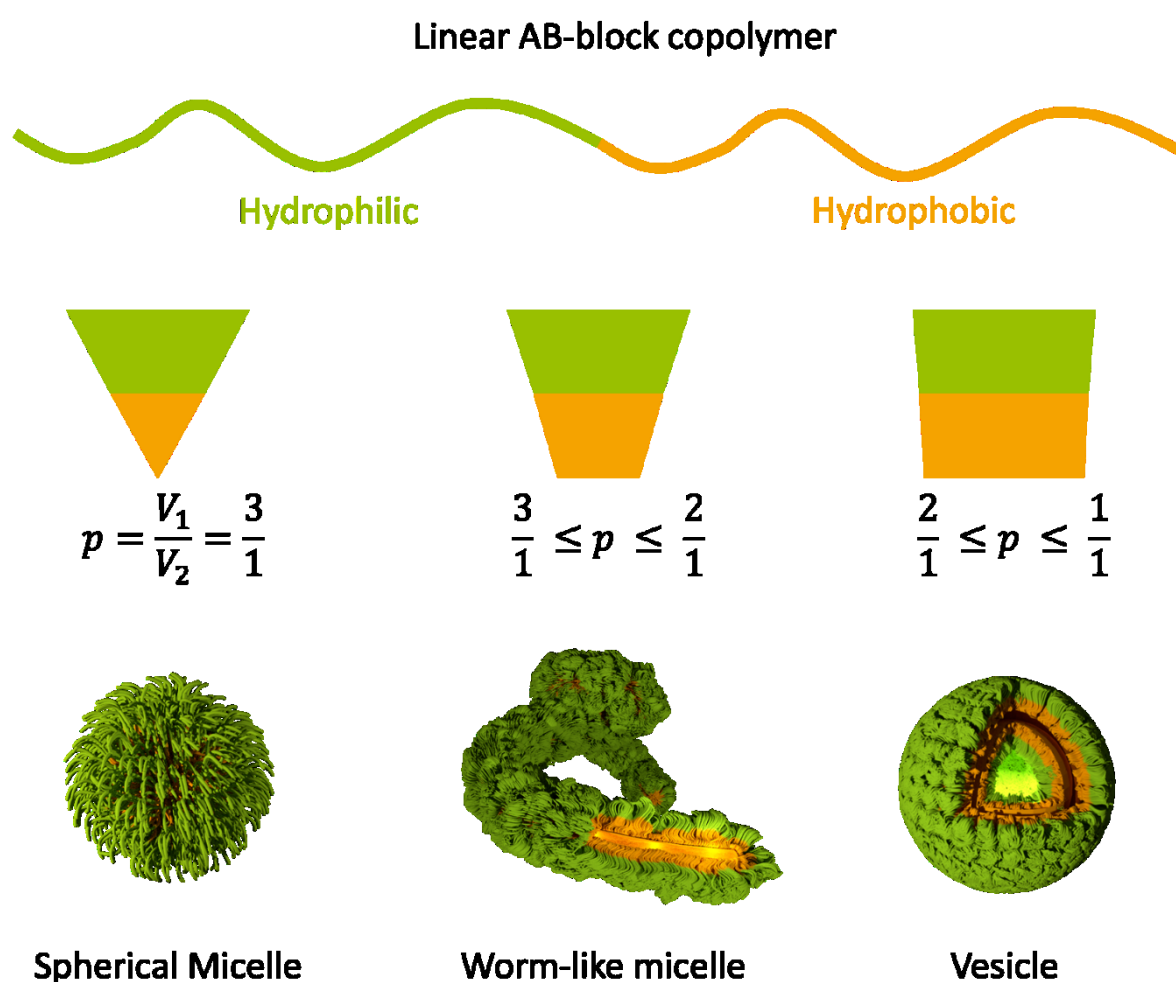 Linear AB-block copolymer
Hydrophilic Hydrophobic
p = V₁/V₂ = 3/1 3/1 ≤ p ≤ 2/1 2/1 ≤ p ≤ 1/1
Spherical Micelle Worm-like micelle Vesicle